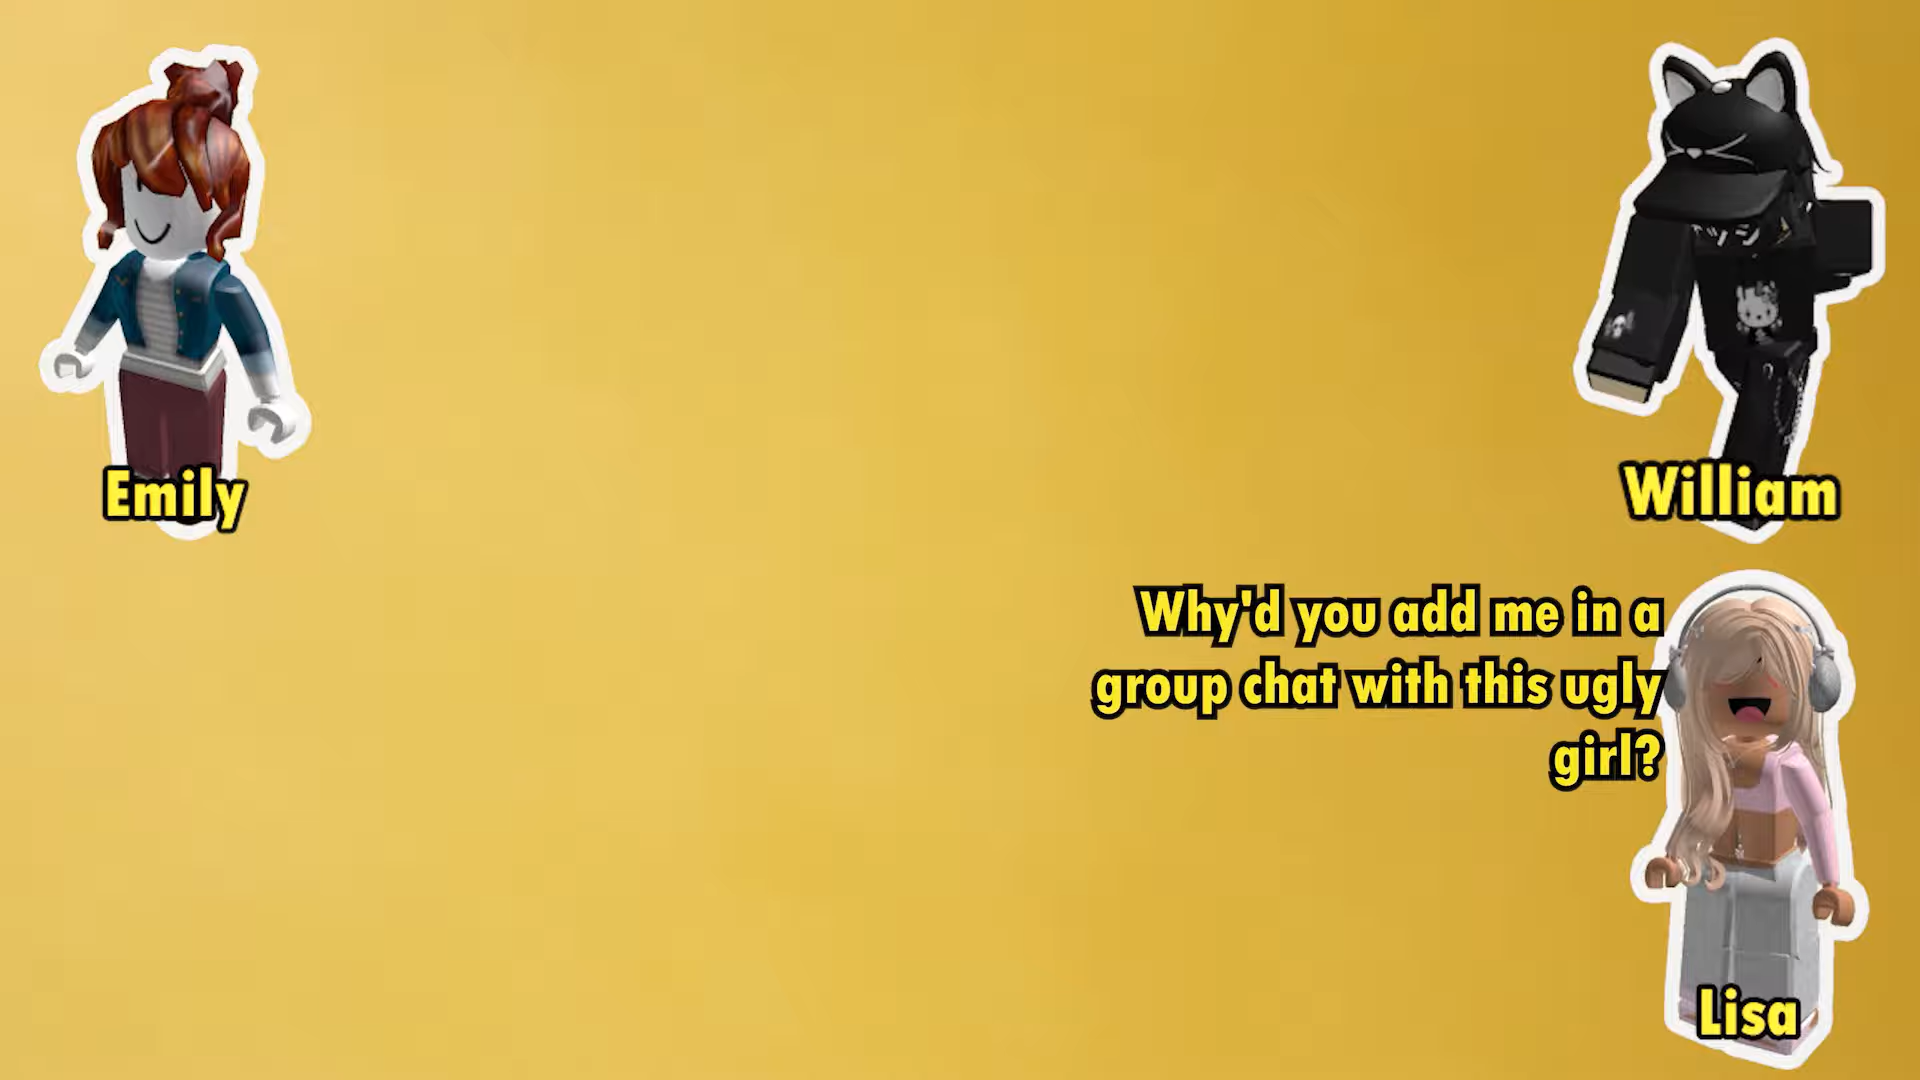 Emily
William
Why'd you add me in a
group chat with this ugly
girl?
Lisa